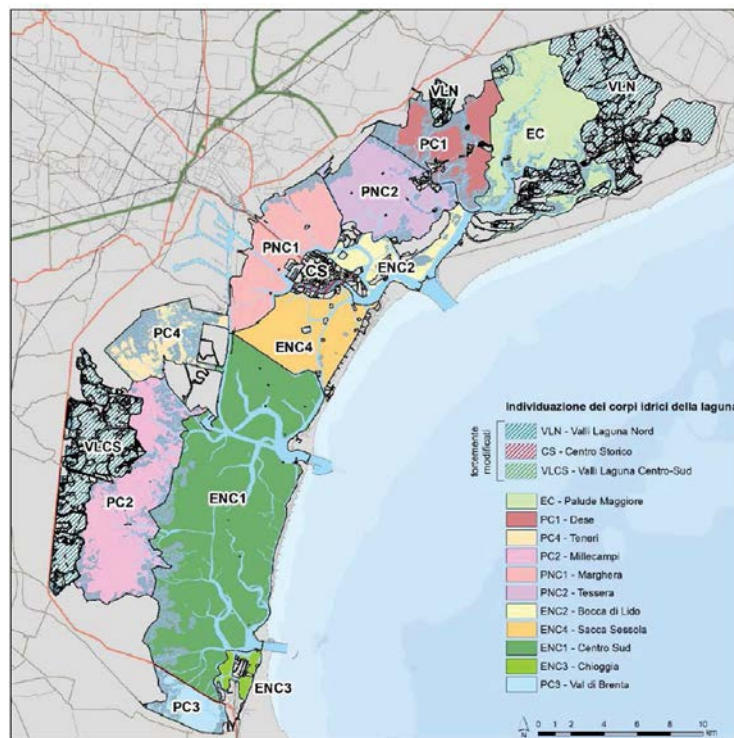 VLN
VLN
EC
PC1
PNC2
PNC1
ENC2
CS
PC4
ENC4
VLCS
PC2
ENC1
ENC3
PC3
Individuazione dei corpi idrici della laguna
fortemente modificati
VLN - Valli Laguna Nord
CS - Centro Storico
VLCS - Valli Laguna Centro-Sud
EC - Palude Maggiore
PC1 - Dese
PC4 - Teneri
PC2 - Millecampi
PNC1 - Marghera
PNC2 - Tessera
ENC2 - Bocca di Lido
ENC4 - Sacca Sessola
ENC1 - Centro Sud
ENC3 - Chioggia
PC3 - Val di Brenta
N
0 1 2 4 6 8 10
km